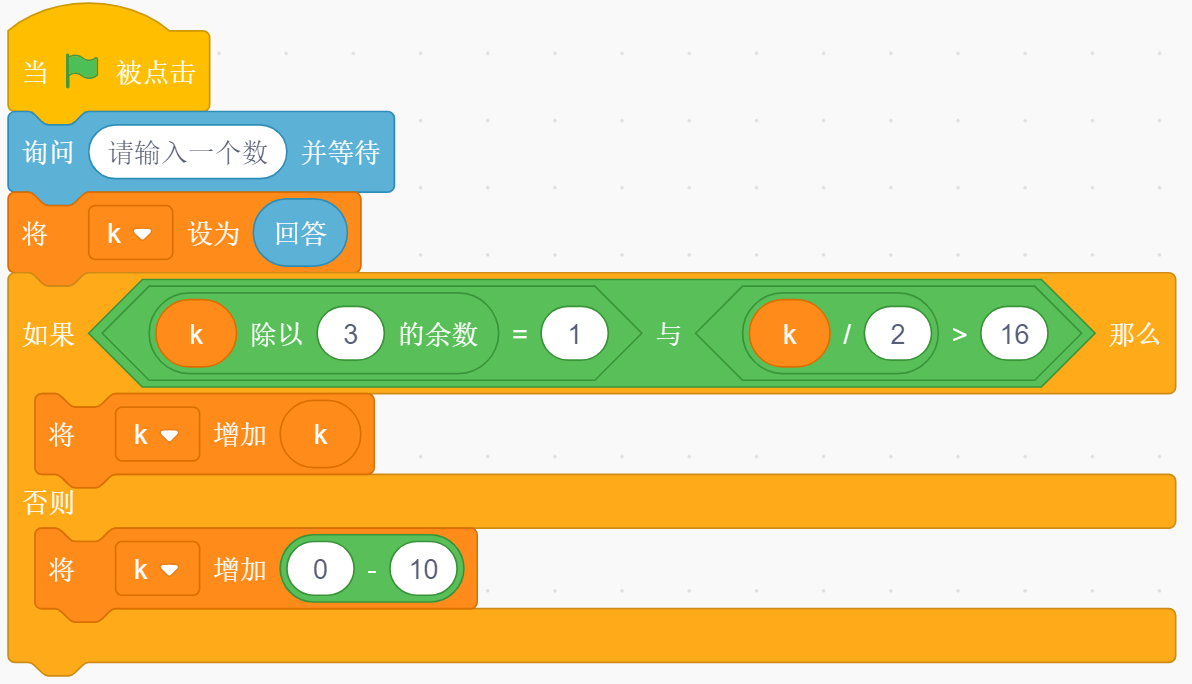 当 被点击
询问 请输入一个数 并等待
将 k 设为 回答
如果 k 除以 3 的余数 = 1 与 k / 2 > 16 那么
将 k 增加 k
否则
将 k 增加 0 - 10